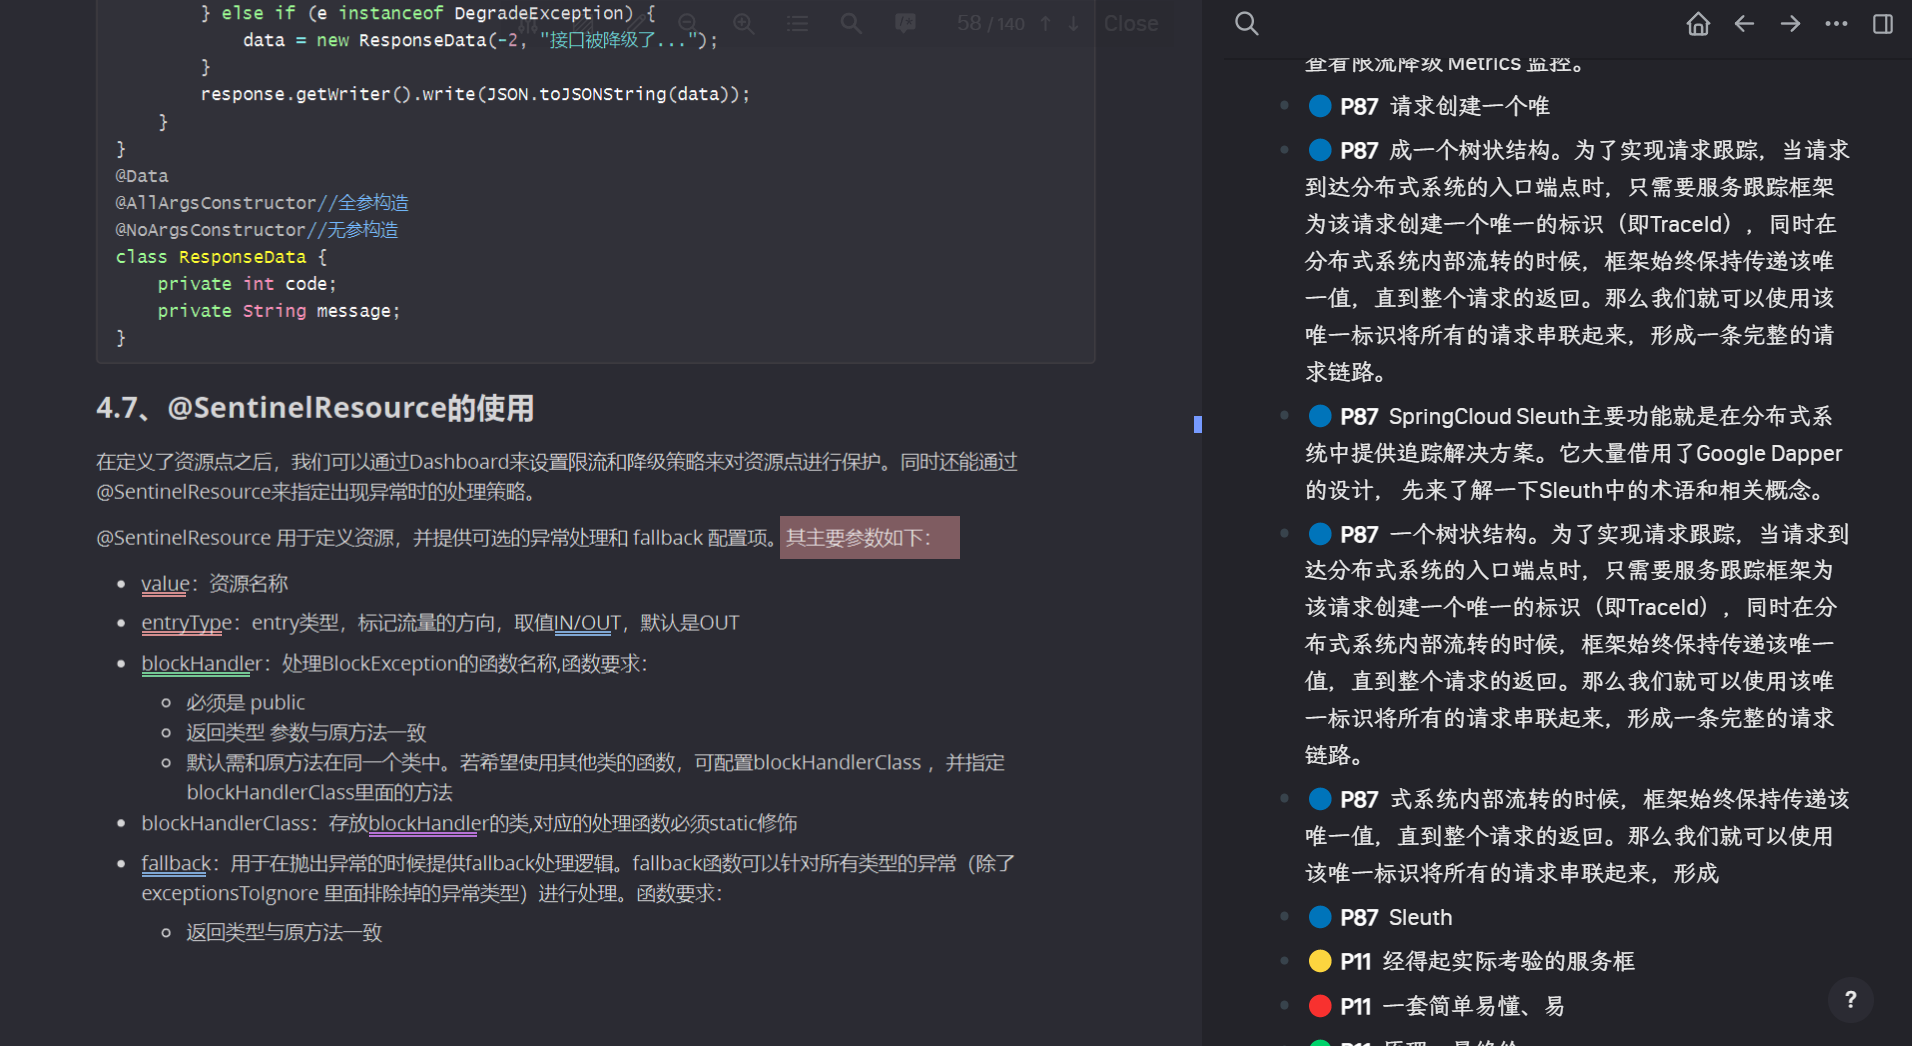 } else if (e instanceof DegradeException) {
data = new ResponseData(-2, "接口被降级了...");
}
response.getWriter().write(JSON.toJSONString(data));
}
}
@Data
@AllArgsConstructor//全参构造
@NoArgsConstructor//无参构造
class ResponseData {
private int code;
private String message;
}
58 / 140 ↑ ↓ Close
4.7、@SentinelResource的使用
在定义了资源点之后，我们可以通过Dashboard来设置限流和降级策略来对资源点进行保护。同时还能通过
@SentinelResource来指定出现异常时的处理策略。
@SentinelResource 用于定义资源，并提供可选的异常处理和 fallback 配置项。其主要参数如下：
value：资源名称
entryType：entry类型，标记流量的方向，取值IN/OUT，默认是OUT
blockHandler：处理BlockException的函数名称,函数要求：
必须是 public
返回类型 参数与原方法一致
默认需和原方法在同一个类中。若希望使用其他类的函数，可配置blockHandlerClass ，并指定
blockHandlerClass里面的方法
blockHandlerClass：存放blockHandler的类,对应的处理函数必须static修饰
fallback：用于在抛出异常的时候提供fallback处理逻辑。fallback函数可以针对所有类型的异常（除了
exceptionsToIgnore 里面排除掉的异常类型）进行处理。函数要求：
返回类型与原方法一致
查看限流降级 Metrics 监控。
P87 请求创建一个唯
P87 成一个树状结构。为了实现请求跟踪，当请求
到达分布式系统的入口端点时，只需要服务跟踪框架
为该请求创建一个唯一的标识（即TraceId），同时在
分布式系统内部流转的时候，框架始终保持传递该唯
一值，直到整个请求的返回。那么我们就可以使用该
唯一标识将所有的请求串联起来，形成一条完整的请
求链路。
P87 SpringCloud Sleuth主要功能就是在分布式系
统中提供追踪解决方案。它大量借用了Google Dapper
的设计， 先来了解一下Sleuth中的术语和相关概念。
P87 一个树状结构。为了实现请求跟踪，当请求到
达分布式系统的入口端点时，只需要服务跟踪框架为
该请求创建一个唯一的标识（即TraceId），同时在分
布式系统内部流转的时候，框架始终保持传递该唯一
值，直到整个请求的返回。那么我们就可以使用该唯
一标识将所有的请求串联起来，形成一条完整的请求
链路。
P87 式系统内部流转的时候，框架始终保持传递该
唯一值，直到整个请求的返回。那么我们就可以使用
该唯一标识将所有的请求串联起来，形成
P87 Sleuth
P11 经得起实际考验的服务框
P11 一套简单易懂、易
?